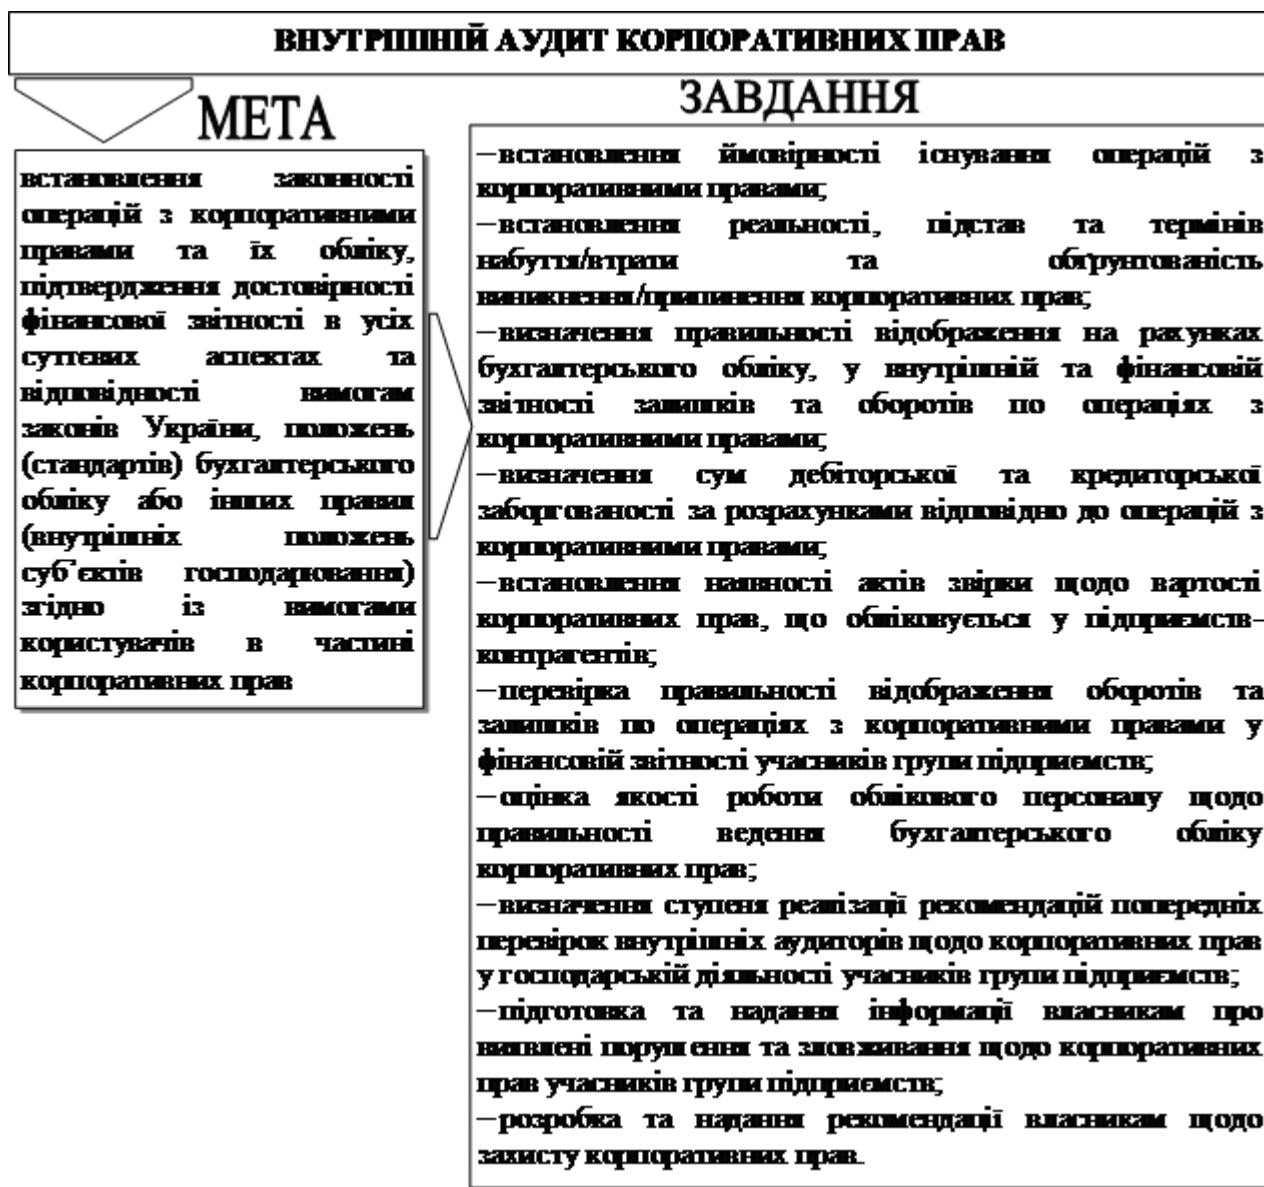 ВНУТРІШНІЙ АУДИТ КОРПОРАТИВНИХ ПРАВ
МЕТА
встановлення законності
операцій з корпоративними
правами та їх обліку,
підтвердження достовірності
фінансової звітності в усіх
суттєвих аспектах та
відповідності вимогам
законів України, положень
(стандартів) бухгалтерського
обліку або інших правил
(внутрішніх положень
суб´єктів господарювання)
згідно із вимогами
користувачів в частині
корпоративних прав
ЗАВДАННЯ
–встановлення ймовірності існування операцій з
корпоративними правами;
–встановлення реальності, підстав та термінів
набуття/втрати та обґрунтованість
виникнення/припинення корпоративних прав;
–визначення правильності відображення на рахунках
бухгалтерського обліку, у внутрішній та фінансовій
звітності залишків та оборотів по операціях з
корпоративними правами;
–визначення сум дебіторської та кредиторської
заборгованості за розрахунками відповідно до операцій з
корпоративними правами;
–встановлення наявності актів звірки щодо вартості
корпоративних прав, що обліковується у підприємств-
контрагентів;
–перевірка правильності відображення оборотів та
залишків по операціях з корпоративними правами у
фінансовій звітності учасників групи підприємств;
–оцінка якості роботи облікового персоналу щодо
правильності ведення бухгалтерського обліку
корпоративних прав;
–визначення ступеня реалізації рекомендацій попередніх
перевірок внутрішніх аудиторів щодо корпоративних прав
у господарській діяльності учасників групи підприємств;
–підготовка та надання інформації власникам про
виявлені порушення та зловживання щодо корпоративних
прав учасників групи підприємств;
–розробка та надання рекомендації власникам щодо
захисту корпоративних прав.